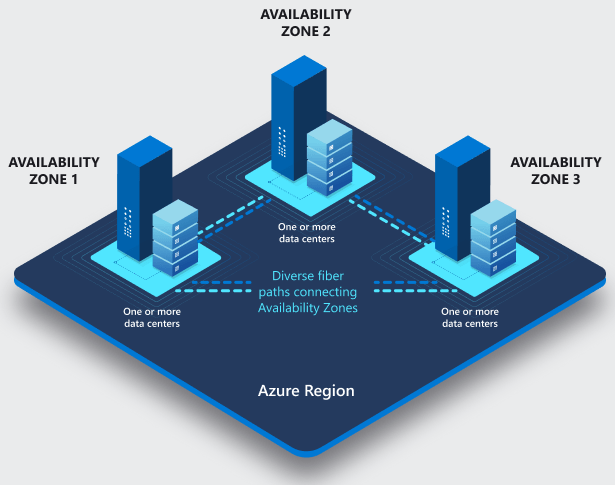 AVAILABILITY
ZONE 2
AVAILABILITY
ZONE 1
AVAILABILITY
ZONE 3
One or more
data centers
Diverse fiber
paths connecting
Availability Zones
One or more
data centers
One or more
data centers
Azure Region